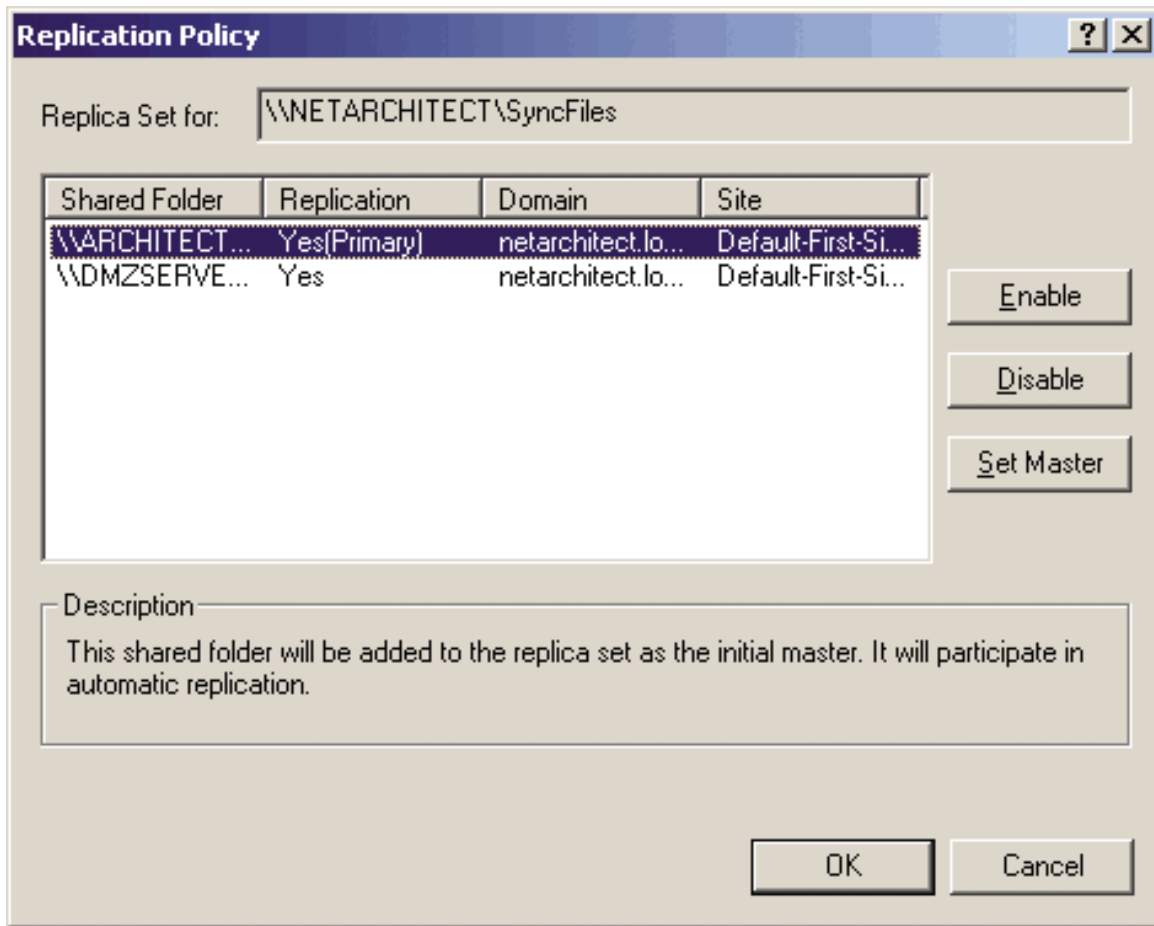 Replication Policy
Replica Set for: \\NETARCHITECT\SyncFiles
Shared Folder Replication Domain Site
\\ARCHITECT... Yes(Primary) netarchitect.lo... Default-First-Si...
\\DMZSERVE... Yes netarchitect.lo... Default-First-Si...
Enable
Disable
Set Master
Description
This shared folder will be added to the replica set as the initial master. It will participate in
automatic replication.
OK Cancel